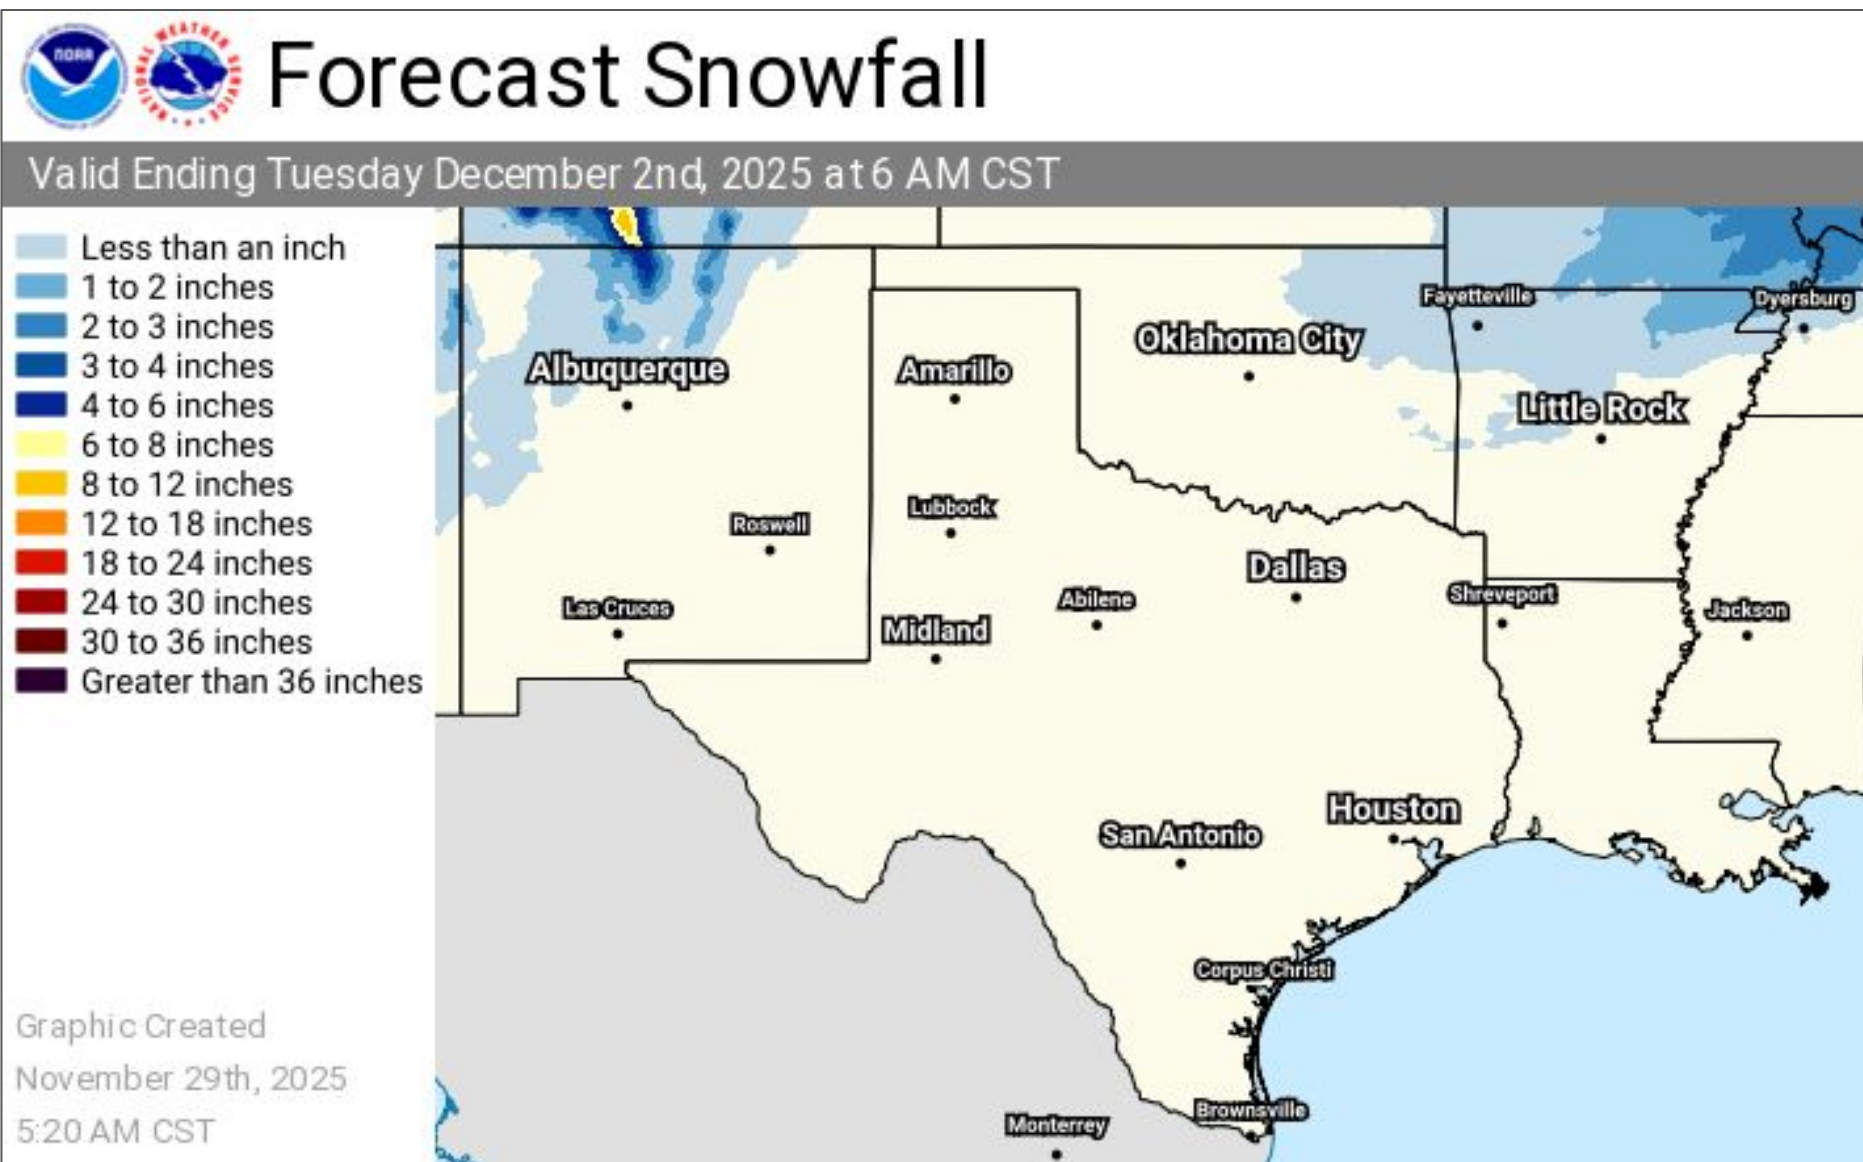 NOAA
NATIONAL WEATHER SERVICE
Forecast Snowfall
Valid Ending Tuesday December 2nd, 2025 at 6 AM CST
Less than an inch
1 to 2 inches
2 to 3 inches
3 to 4 inches
4 to 6 inches
6 to 8 inches
8 to 12 inches
12 to 18 inches
18 to 24 inches
24 to 30 inches
30 to 36 inches
Greater than 36 inches
Graphic Created
November 29th, 2025
5:20 AM CST
Fayetteville
Dyersburg
Oklahoma City
Albuquerque
Amarillo
Little Rock
Lubbock
Roswell
Dallas
Shreveport
Abilene
Las Cruces
Jackson
Midland
Houston
San Antonio
Corpus Christi
Brownsville
Monterrey